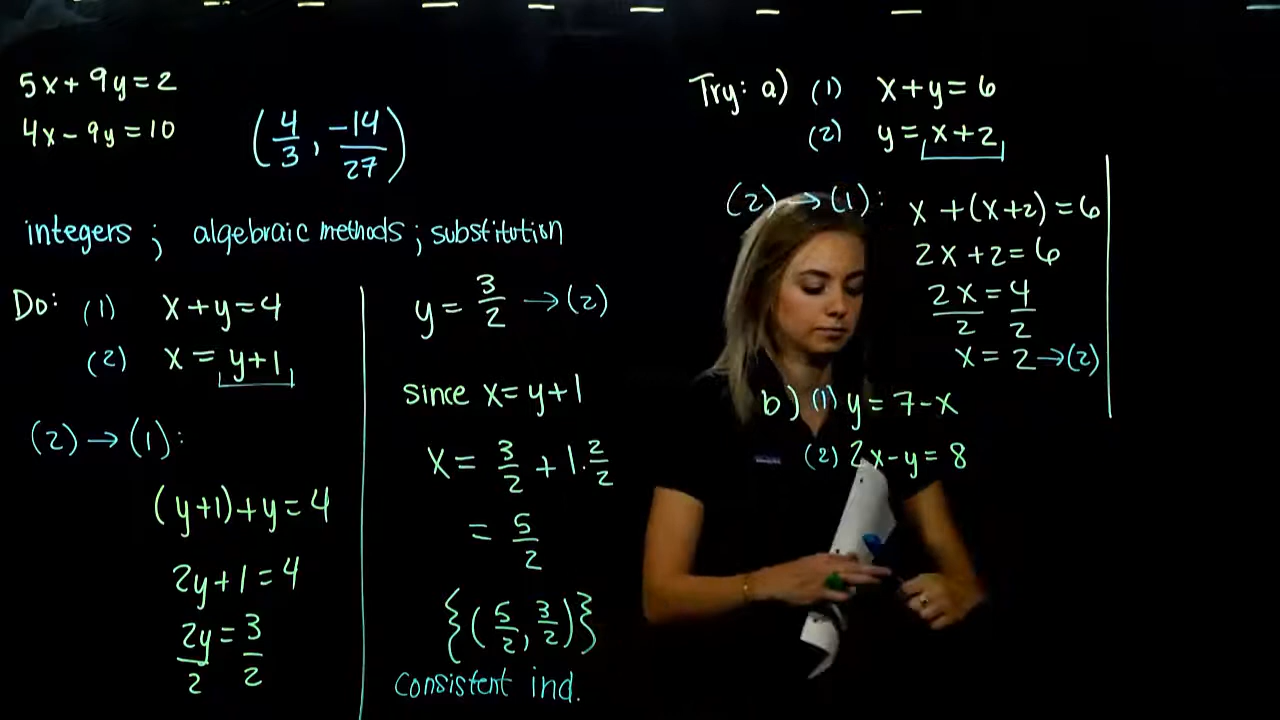 5x + 9y = 2
4x - 9y = 10
(4/3, -14/27)
integers ; algebraic methods ; substitution
Do: (1) x + y = 4
(2) x = y + 1
(2) → (1):
(y+1) + y = 4
2y + 1 = 4
2y/2 = 3/2
y = 3/2 → (2)
since x = y + 1
x = 3/2 + 1 · 2/2
= 5/2
{(5/2, 3/2)}
consistent ind.
Try: a) (1) x + y = 6
(2) y = x + 2
(2) → (1): x + (x+2) = 6
2x + 2 = 6
2x/2 = 4/2
x = 2 → (2)
b) (1) y = 7 - x
(2) 2x - y = 8